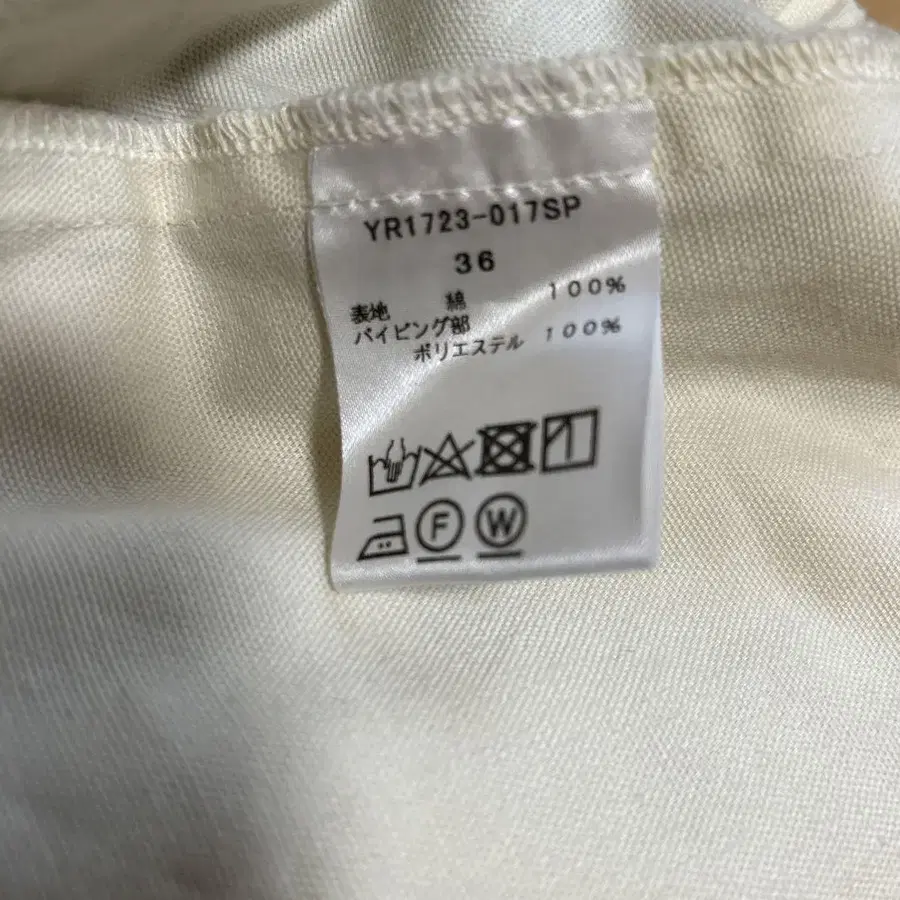 YR1723-017SP
36
表地 綿 100%
パイピング部
ポリエステル 100%
F W